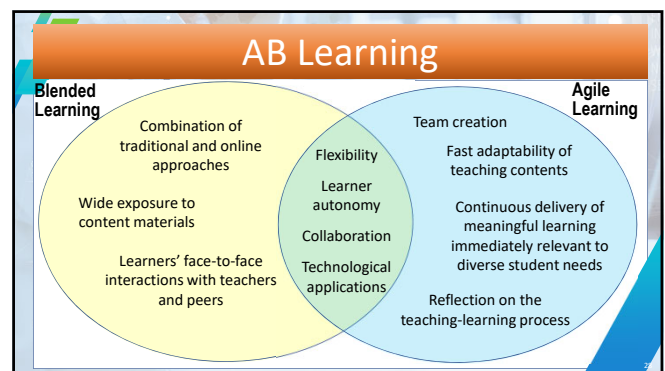 AB Learning
Blended
Learning
Combination of
traditional and online
approaches
Wide exposure to
content materials
Learners' face-to-face
interactions with teachers
and peers
Flexibility
Learner
autonomy
Collaboration
Technological
applications
Agile
Learning
Team creation
Fast adaptability of
teaching contents
Continuous delivery of
meaningful learning
immediately relevant to
diverse student needs
Reflection on the
teaching-learning process